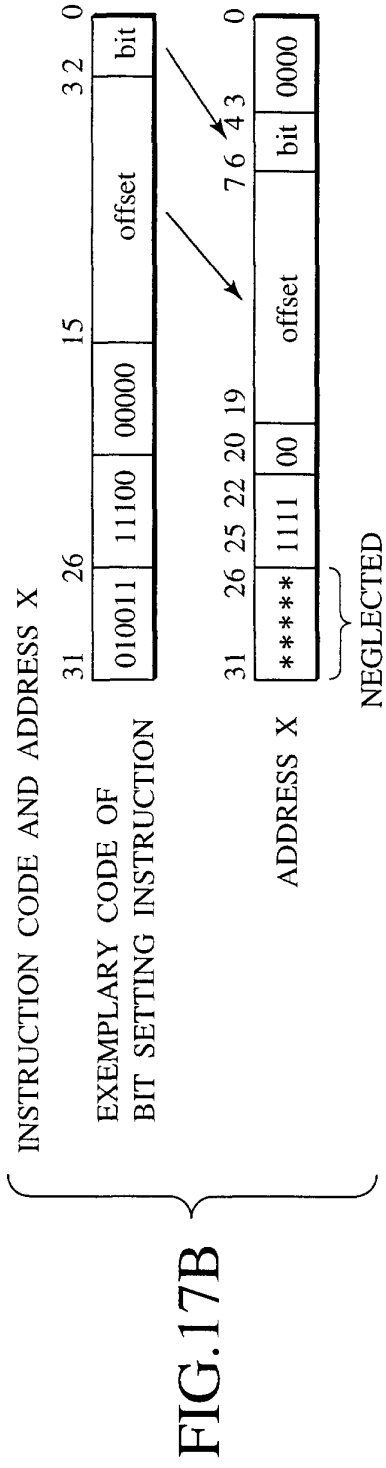 FIG.17B
INSTRUCTION CODE AND ADDRESS X
EXEMPLARY CODE OF
BIT SETTING INSTRUCTION
31 26 15 3 2 0
010011 11100 00000 offset bit
ADDRESS X
31 26 25 22 20 19 7 6 4 3 0
***** 1111 00 offset bit 0000
NEGLECTED